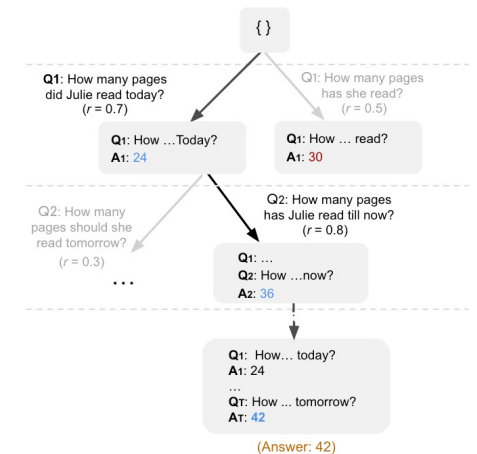 { }
Q1: How many pages
did Julie read today?
(r = 0.7)
Q1: How many pages
has she read?
(r = 0.5)
Q1: How …Today?
A1: 24
Q1: How … read?
A1: 30
Q2: How many
pages should she
read tomorrow?
(r = 0.3)
Q2: How many pages
has Julie read till now?
(r = 0.8)
...
Q1: …
Q2: How …now?
A2: 36
Q1: How… today?
A1: 24
…
QT: How ... tomorrow?
AT: 42
(Answer: 42)